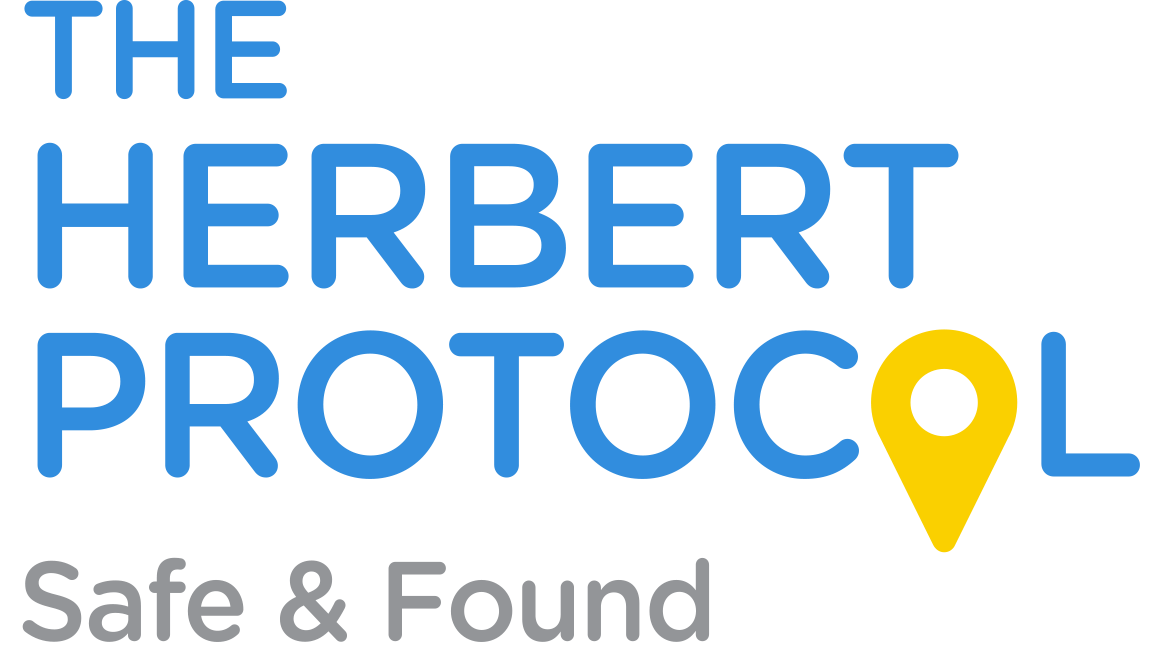 THE
HERBERT
PROTOCOL
Safe & Found